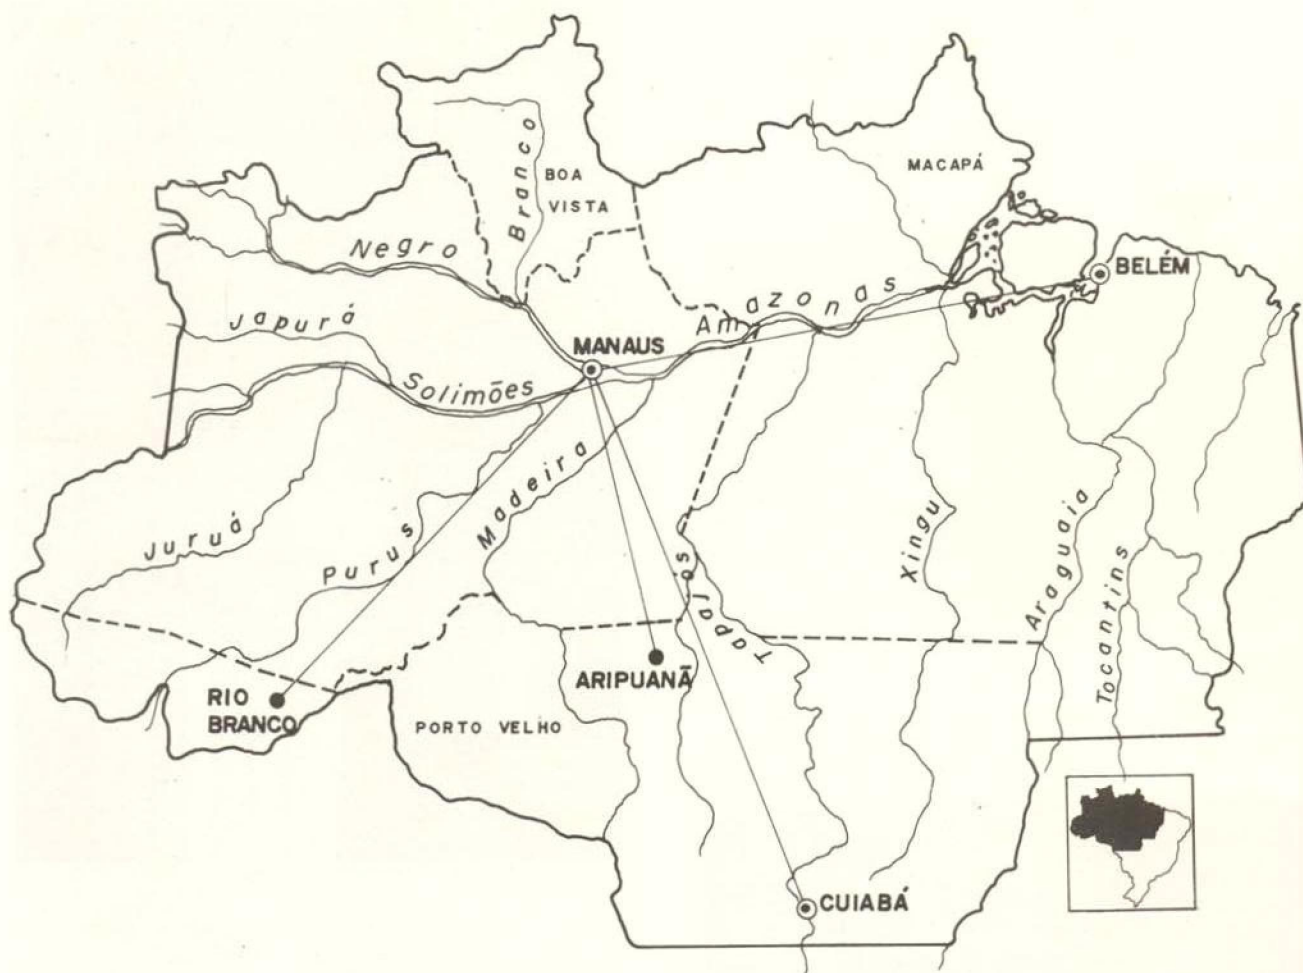 Branco
BOA
VISTA
MACAPÁ
Negro
BELÉM
Japurá
Amazonas
MANAUS
Solimões
Madeira
Juruá
Purus
Xingu
Araguaia
Tocantins
Tapajos
ARIPUANÃ
RIO
BRANCO
PORTO VELHO
CUIABÁ